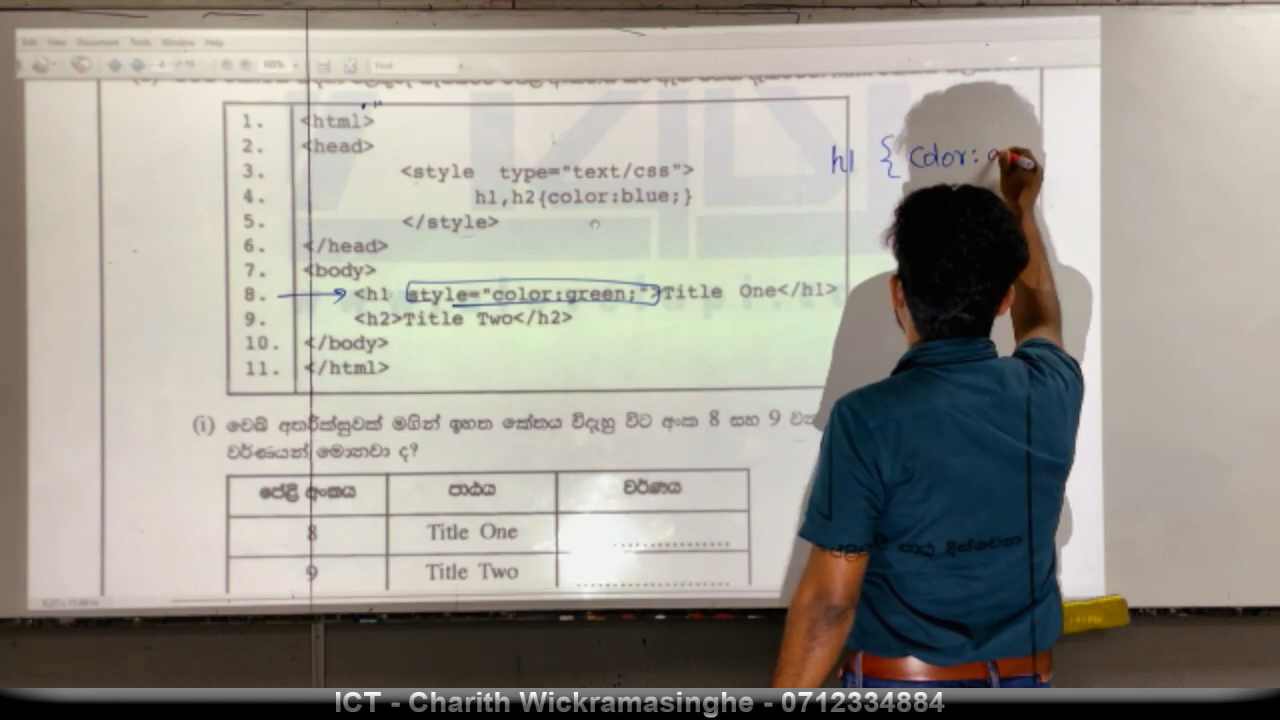 Edit View Document Tools Window Help
1. <html>
2. <head>
3. <style type="text/css">
4. h1,h2{color:blue;}
5. </style>
6. </head>
7. <body>
8. <h1 style="color:green;">Title One</h1>
9. <h2>Title Two</h2>
10. </body>
11. </html>
h1 { color: g
(i) වෙබ් අතරික්සුවක් මගින් ඉහත කේතය විදැහූ විට අංක 8 සහ 9
වර්ණයන් මොනවා ද?
පේළි අංකය පාඨය වර්ණය
8 Title One
9 Title Two
පාඨ දිස්වෙන
ICT - Charith Wickramasinghe - 0712334884